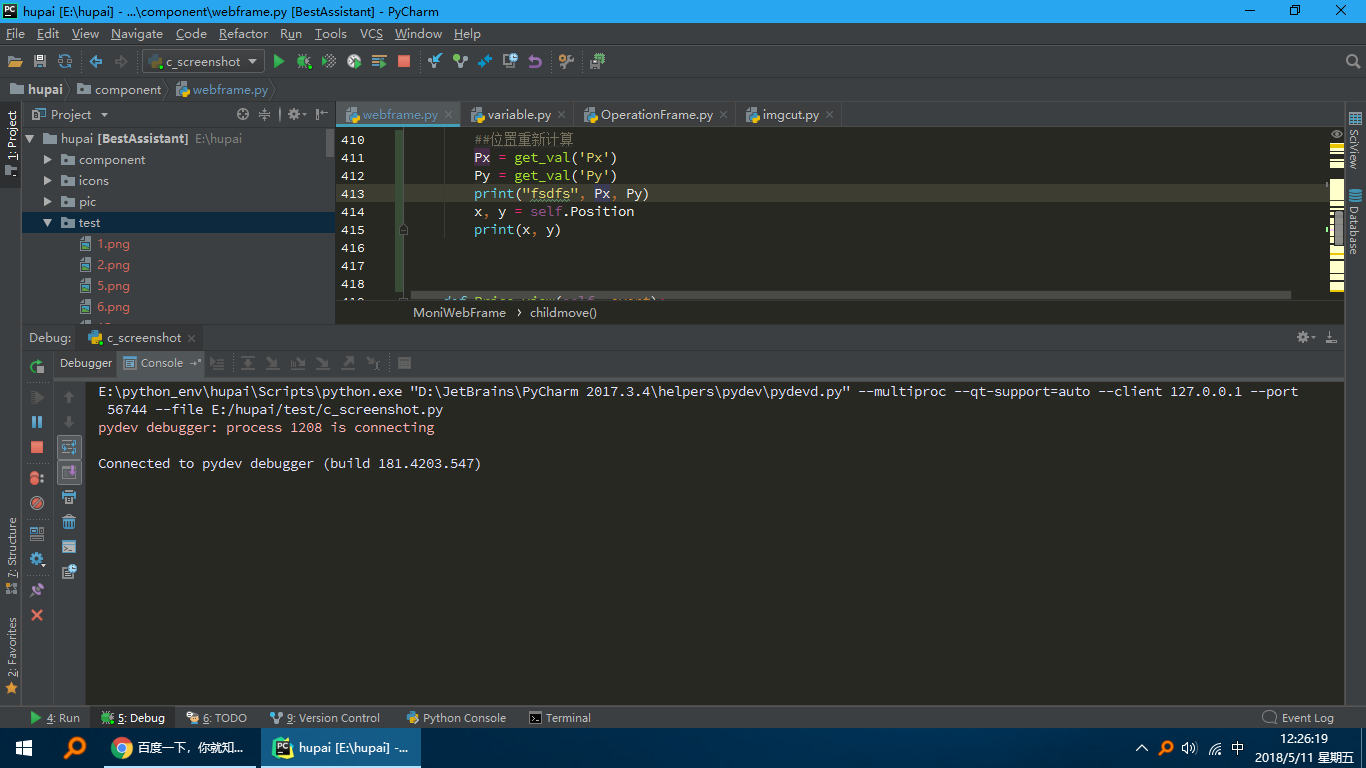 hupai [E:\hupai] - ...\component\webframe.py [BestAssistant] - PyCharm
File Edit View Navigate Code Refactor Run Tools VCS Window Help
c_screenshot
hupai component webframe.py
1: Project
Project
webframe.py variable.py OperationFrame.py imgcut.py
hupai [BestAssistant] E:\hupai
component
icons
pic
test
1.png
2.png
5.png
6.png
410 ##位置重新计算
411 Px = get_val('Px')
412 Py = get_val('Py')
413 print("fsdfs", Px, Py)
414 x, y = self.Position
415 print(x, y)
416
417
418
MoniWebFrame › childmove()
SciView
Database
Debug: c_screenshot
Debugger Console
E:\python_env\hupai\Scripts\python.exe "D:\JetBrains\PyCharm 2017.3.4\helpers\pydev\pydevd.py" --multiproc --qt-support=auto --client 127.0.0.1 --port
56744 --file E:/hupai/test/c_screenshot.py
pydev debugger: process 1208 is connecting
Connected to pydev debugger (build 181.4203.547)
7: Structure
2: Favorites
4: Run 5: Debug 6: TODO 9: Version Control Python Console Terminal Event Log
百度一下，你就知... hupai [E:\hupai] -...
中
12:26:19
2018/5/11 星期五